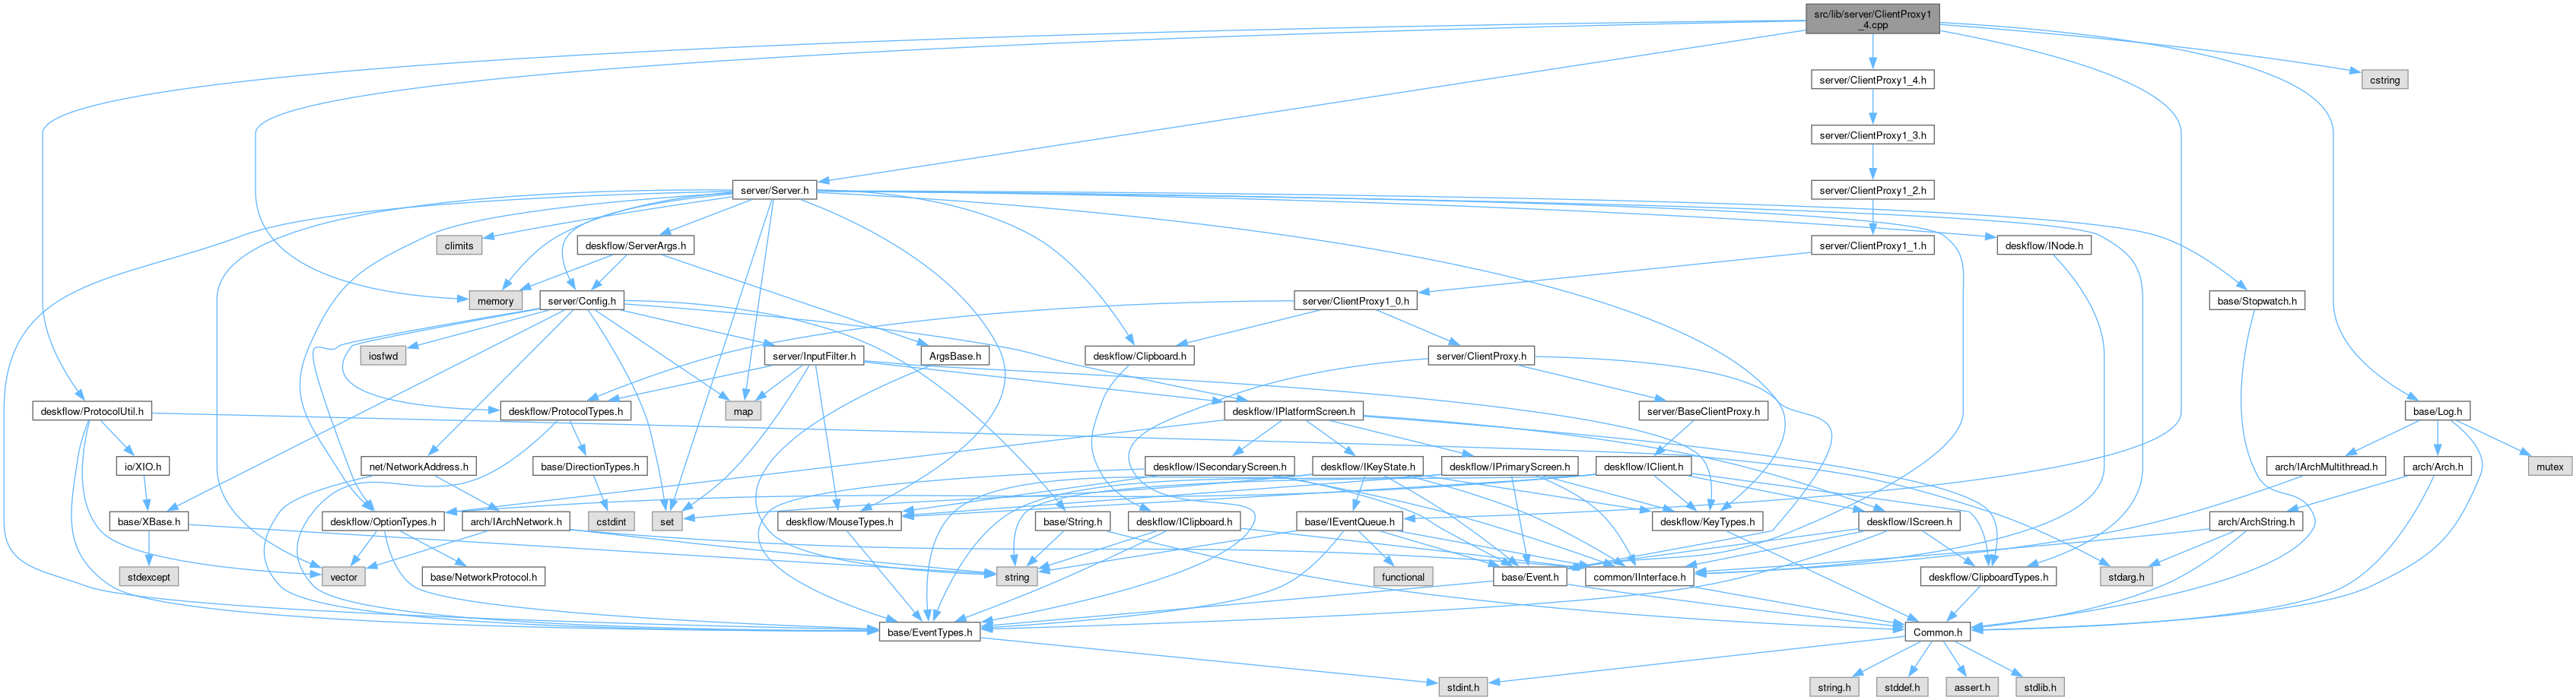 src/lib/server/ClientProxy1
_4.cpp
server/ClientProxy1_4.h
cstring
server/ClientProxy1_3.h
server/Server.h
server/ClientProxy1_2.h
climits
deskflow/ServerArgs.h
server/ClientProxy1_1.h
deskflow/INode.h
memory
server/Config.h
server/ClientProxy1_0.h
base/Stopwatch.h
iosfwd
server/InputFilter.h
ArgsBase.h
deskflow/Clipboard.h
server/ClientProxy.h
deskflow/ProtocolUtil.h
deskflow/ProtocolTypes.h
map
deskflow/IPlatformScreen.h
server/BaseClientProxy.h
base/Log.h
io/XIO.h
net/NetworkAddress.h
base/DirectionTypes.h
deskflow/ISecondaryScreen.h
deskflow/IKeyState.h
deskflow/IPrimaryScreen.h
deskflow/IClient.h
arch/IArchMultithread.h
arch/Arch.h
mutex
base/XBase.h
deskflow/OptionTypes.h
arch/IArchNetwork.h
cstdint
set
deskflow/MouseTypes.h
base/String.h
deskflow/IClipboard.h
base/IEventQueue.h
deskflow/KeyTypes.h
deskflow/IScreen.h
arch/ArchString.h
stdexcept
vector
base/NetworkProtocol.h
string
functional
base/Event.h
common/IInterface.h
deskflow/ClipboardTypes.h
stdarg.h
base/EventTypes.h
Common.h
stdint.h
string.h
stddef.h
assert.h
stdlib.h